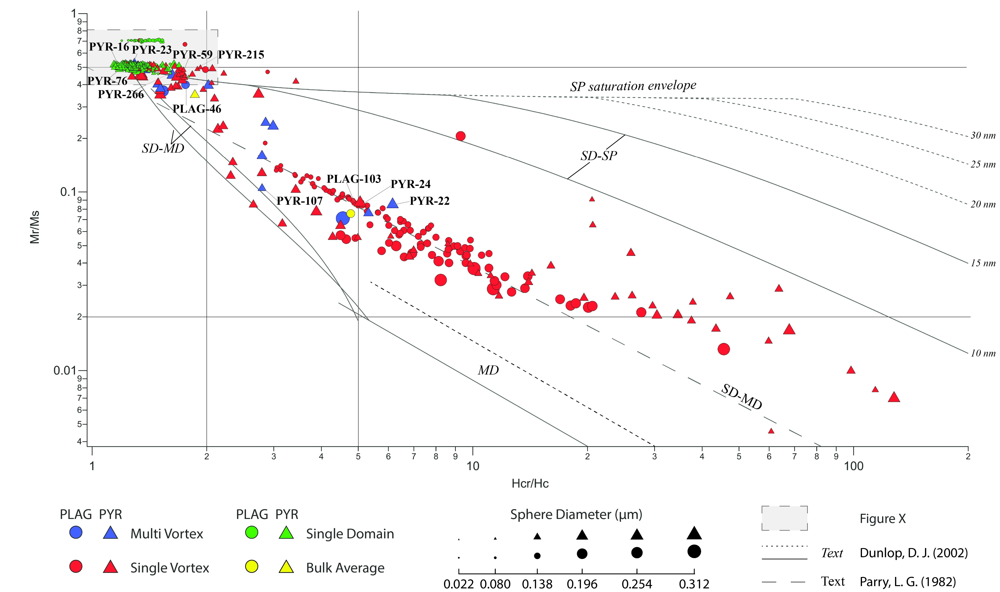 1
9
8
7
6
5
4
3
2
0.1
9
8
7
6
5
4
3
2
0.01
9
8
7
6
5
4
Mr/Ms
PYR-16
PYR-23
PYR-59
PYR-215
PYR-76
PYR-266
PLAG-46
SP saturation envelope
SD-MD
SD-SP
30 nm
25 nm
20 nm
15 nm
10 nm
PLAG-103
PYR-24
PYR-107
PYR-22
MD
SD-MD
2 3 4 5 6 7 8 9 2 3 4 5 6 7 8 9 2
1 10 100
Hcr/Hc
PLAG PYR
Multi Vortex
Single Vortex
PLAG PYR
Single Domain
Bulk Average
Sphere Diameter (µm)
0.022 0.080 0.138 0.196 0.254 0.312
Figure X
Text Dunlop, D. J. (2002)
Text Parry, L. G. (1982)